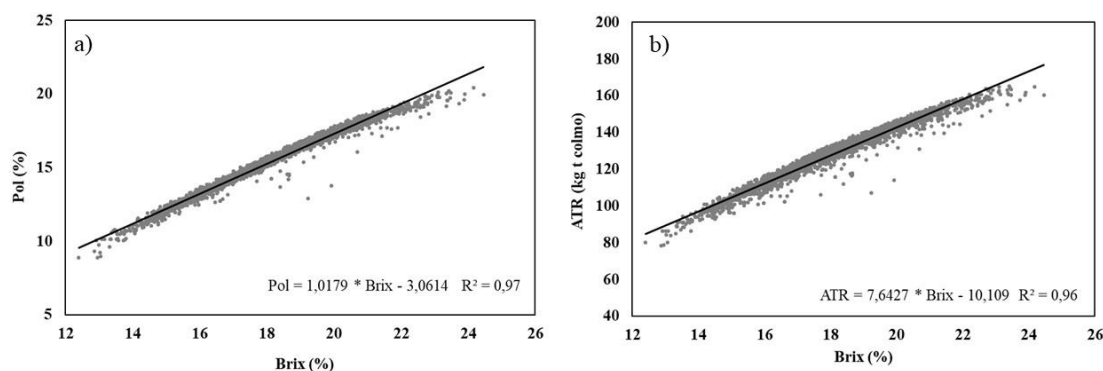 a)
25
20
15
10
5
Pol (%)
Pol = 1,0179 * Brix - 3,0614 R² = 0,97
12 14 16 18 20 22 24 26
Brix (%)
b)
200
180
160
140
120
100
80
60
40
ATR (kg t colmo)
ATR = 7,6427 * Brix - 10,109 R² = 0,96
12 14 16 18 20 22 24 26
Brix (%)